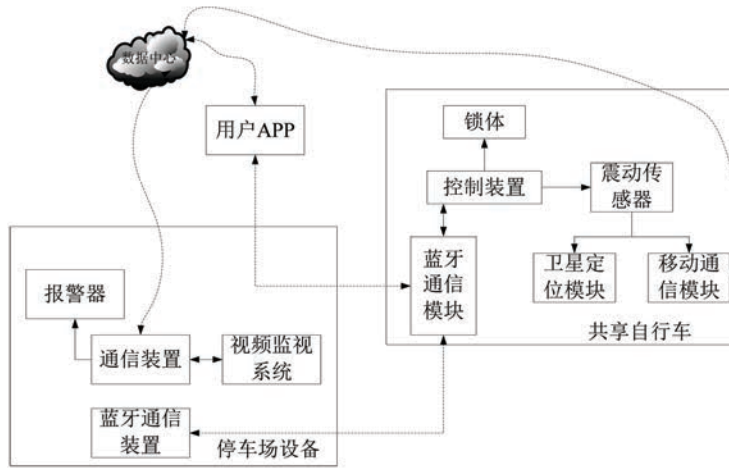 数据中心
用户APP
锁体
控制装置
震动传
感器
蓝牙
通信
模块
卫星定
位模块
移动通
信模块
共享自行车
报警器
通信装置
视频监视
系统
蓝牙通信
装置
停车场设备